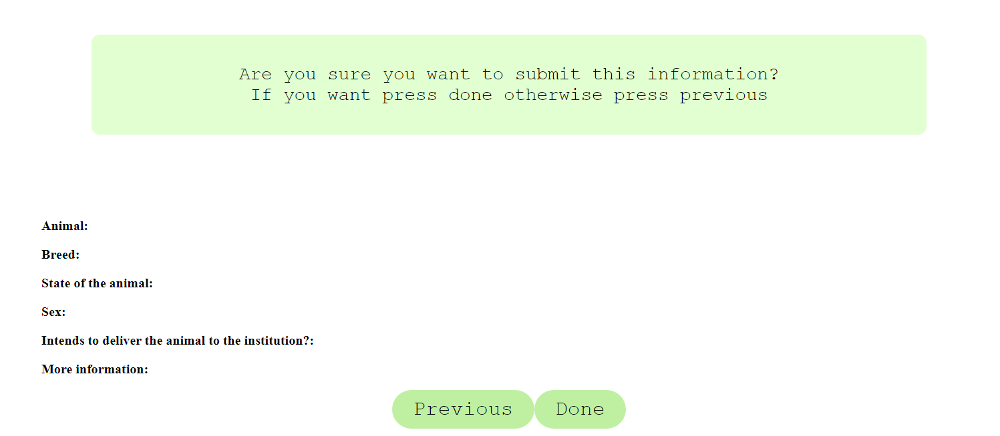 Are you sure you want to submit this information?
If you want press done otherwise press previous
Animal:
Breed:
State of the animal:
Sex:
Intends to deliver the animal to the institution?:
More information:
Previous Done